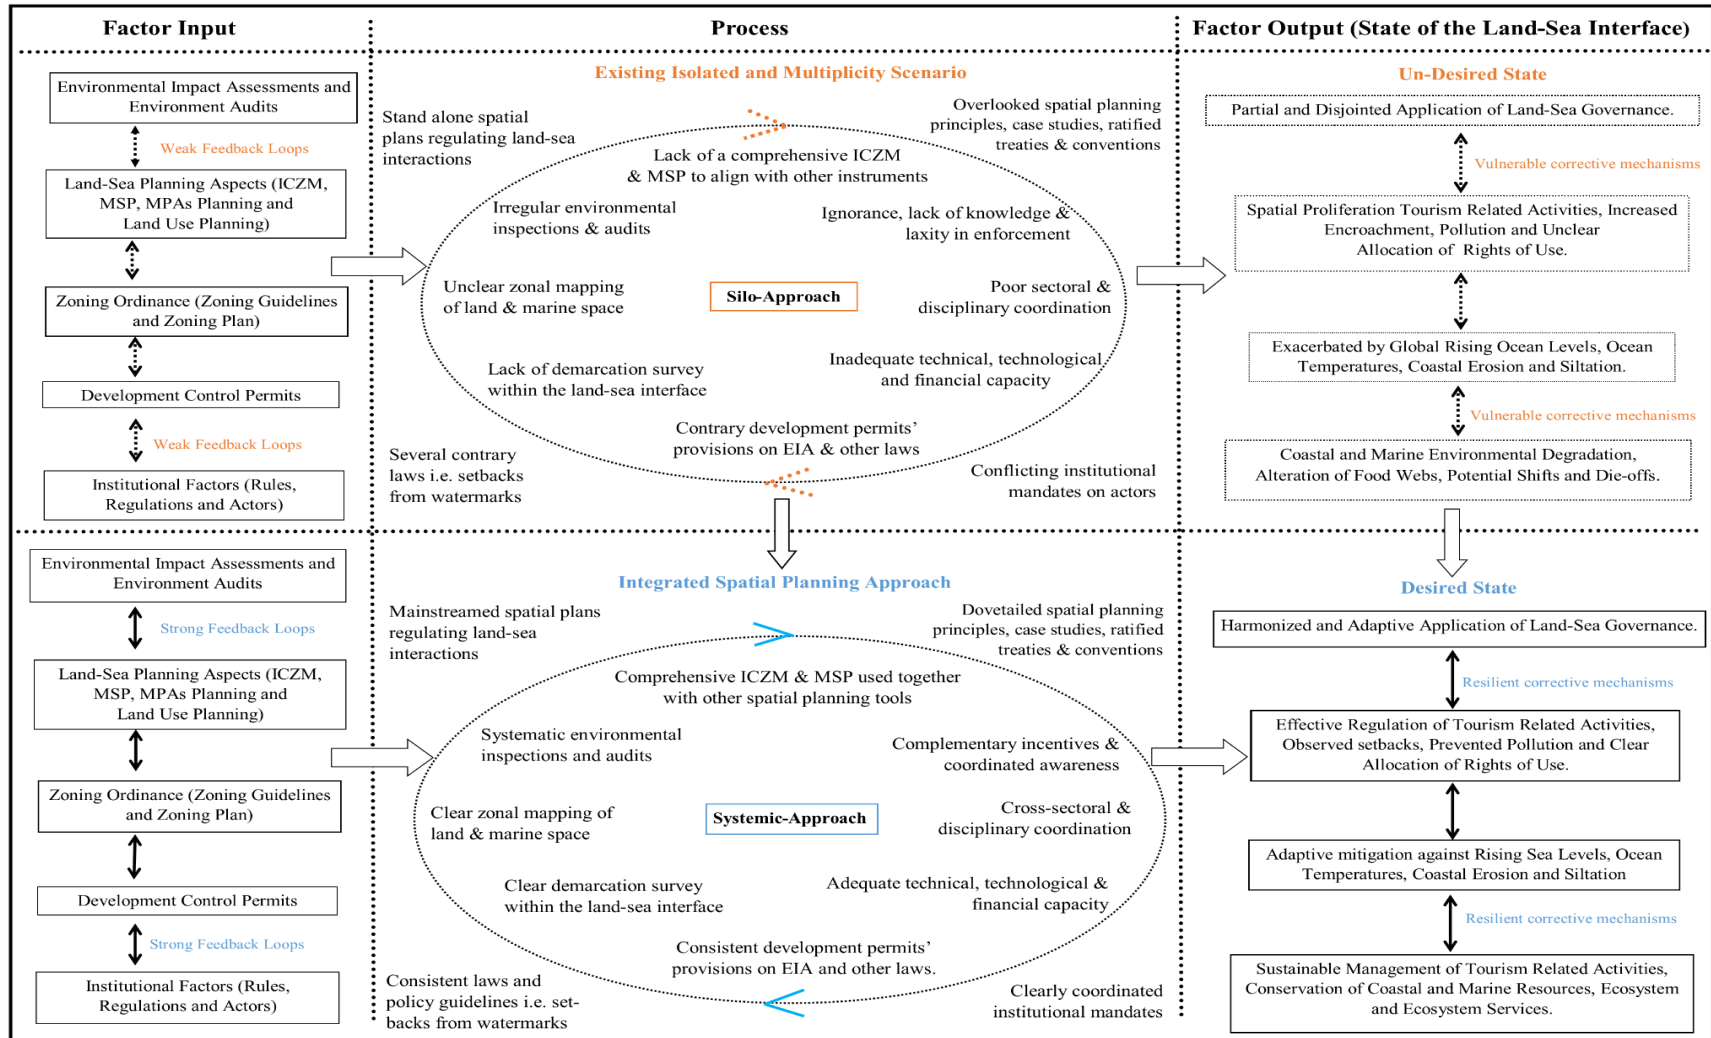 Factor Input
Process
Factor Output (State of the Land-Sea Interface)
Environmental Impact Assessments and
Environment Audits
Weak Feedback Loops
Land-Sea Planning Aspects (ICZM,
MSP, MPAs Planning and
Land Use Planning)
Zoning Ordinance (Zoning Guidelines
and Zoning Plan)
Development Control Permits
Weak Feedback Loops
Institutional Factors (Rules,
Regulations and Actors)
Existing Isolated and Multiplicity Scenario
Stand alone spatial
plans regulating land-sea
interactions
Overlooked spatial planning
principles, case studies, ratified
treaties & conventions
Lack of a comprehensive ICZM
& MSP to align with other instruments
Irregular environmental
inspections & audits
Ignorance, lack of knowledge &
laxity in enforcement
Unclear zonal mapping
of land & marine space
Silo-Approach
Poor sectoral &
disciplinary coordination
Lack of demarcation survey
within the land-sea interface
Inadequate technical, technological
and financial capacity
Contrary development permits’
provisions on EIA & other laws
Several contrary
laws i.e. setbacks
from watermarks
Conflicting institutional
mandates on actors
Un-Desired State
Partial and Disjointed Application of Land-Sea Governance.
Vulnerable corrective mechanisms
Spatial Proliferation Tourism Related Activities, Increased
Encroachment, Pollution and Unclear
Allocation of Rights of Use.
Exacerbated by Global Rising Ocean Levels, Ocean
Temperatures, Coastal Erosion and Siltation.
Vulnerable corrective mechanisms
Coastal and Marine Environmental Degradation,
Alteration of Food Webs, Potential Shifts and Die-offs.
Environmental Impact Assessments and
Environment Audits
Strong Feedback Loops
Land-Sea Planning Aspects (ICZM,
MSP, MPAs Planning and
Land Use Planning)
Zoning Ordinance (Zoning Guidelines
and Zoning Plan)
Development Control Permits
Strong Feedback Loops
Institutional Factors (Rules,
Regulations and Actors)
Integrated Spatial Planning Approach
Mainstreamed spatial plans
regulating land-sea
interactions
Dovetailed spatial planning
principles, case studies, ratified
treaties & conventions
Comprehensive ICZM & MSP used together
with other spatial planning tools
Systematic environmental
inspections and audits
Complementary incentives &
coordinated awareness
Clear zonal mapping of
land & marine space
Systemic-Approach
Cross-sectoral &
disciplinary coordination
Clear demarcation survey
within the land-sea interface
Adequate technical, technological &
financial capacity
Consistent development permits’
provisions on EIA and other laws.
Consistent laws and
policy guidelines i.e. set-
backs from watermarks
Clearly coordinated
institutional mandates
Desired State
Harmonized and Adaptive Application of Land-Sea Governance.
Resilient corrective mechanisms
Effective Regulation of Tourism Related Activities,
Observed setbacks, Prevented Pollution and Clear
Allocation of Rights of Use.
Adaptive mitigation against Rising Sea Levels, Ocean
Temperatures, Coastal Erosion and Siltation
Resilient corrective mechanisms
Sustainable Management of Tourism Related Activities,
Conservation of Coastal and Marine Resources, Ecosystem
and Ecosystem Services.